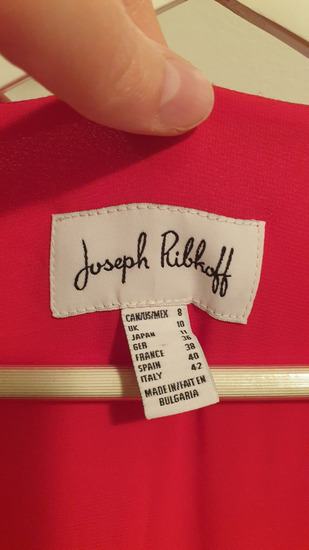 Joseph Ribkoff
CAN/US/MEX 8
UK 10
JAPAN 11
GER 36
FRANCE 38
SPAIN 40
ITALY 42
MADE IN/FAIT EN
BULGARIA